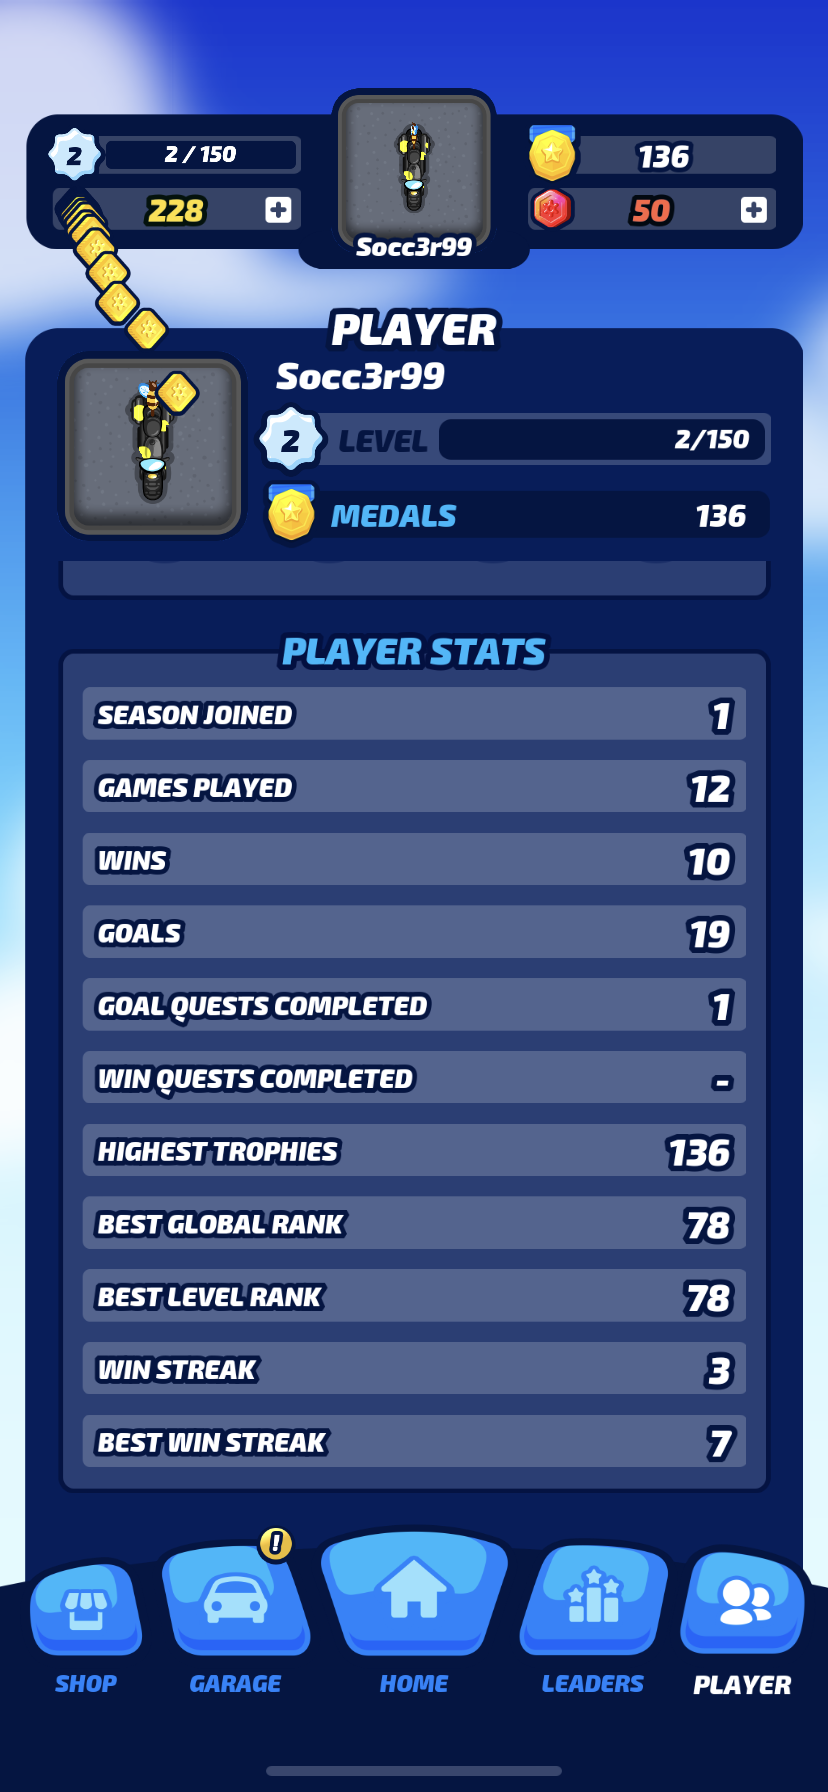 2
2 / 150
136
228
50
Socc3r99
PLAYER
Socc3r99
2
LEVEL
2/150
MEDALS
136
PLAYER STATS
SEASON JOINED 1
GAMES PLAYED 12
WINS 10
GOALS 19
GOAL QUESTS COMPLETED 1
WIN QUESTS COMPLETED -
HIGHEST TROPHIES 136
BEST GLOBAL RANK 78
BEST LEVEL RANK 78
WIN STREAK 3
BEST WIN STREAK 7
!
SHOP
GARAGE
HOME
LEADERS
PLAYER